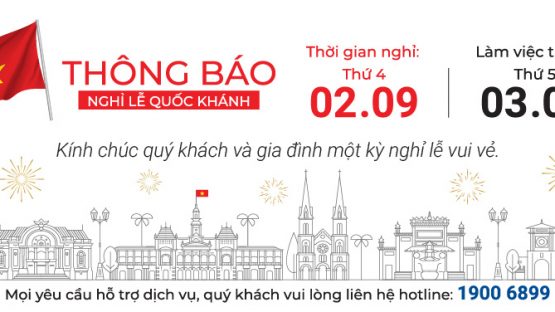 THÔNG BÁO
NGHỈ LỄ QUỐC KHÁNH
Thời gian nghỉ:
Thứ 4
02.09
Làm việc
Thứ 5
03.0
Kính chúc quý khách và gia đình một kỳ nghỉ lễ vui vẻ.
Mọi yêu cầu hỗ trợ dịch vụ, quý khách vui lòng liên hệ hotline: 1900 6899